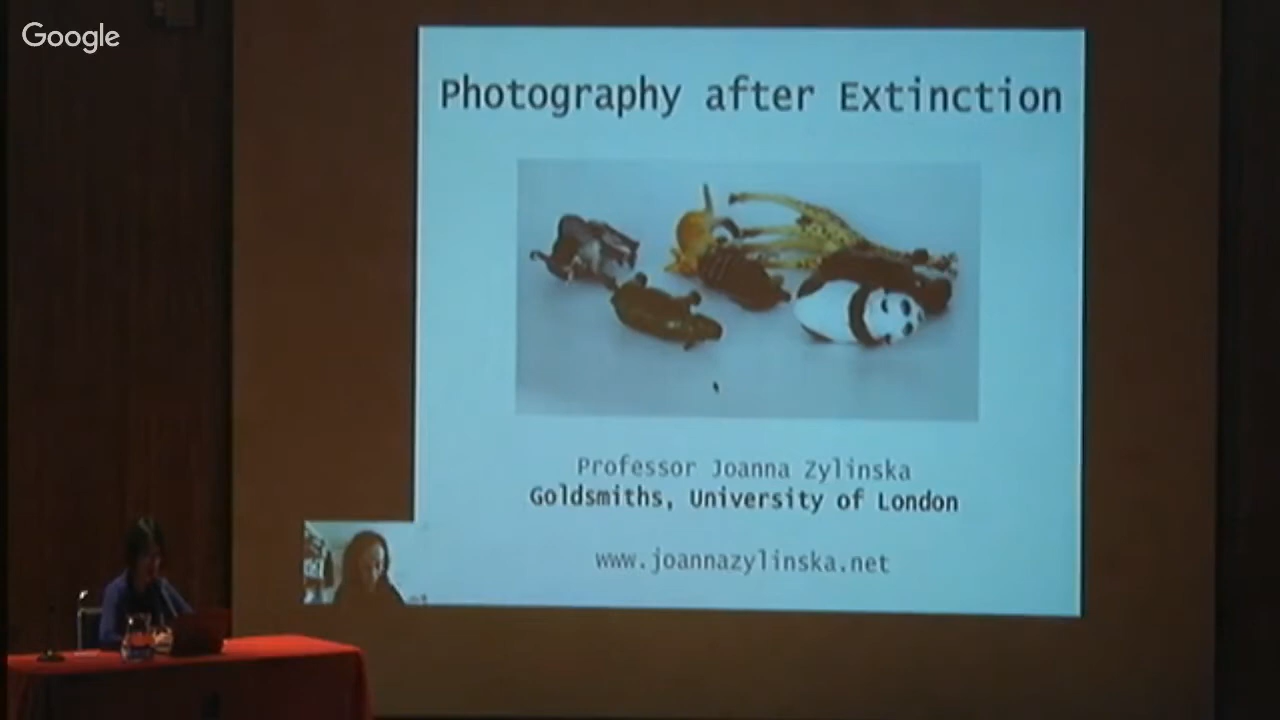 Google
Photography after Extinction
Professor Joanna Zylinska
Goldsmiths, University of London
www.joannazylinska.net